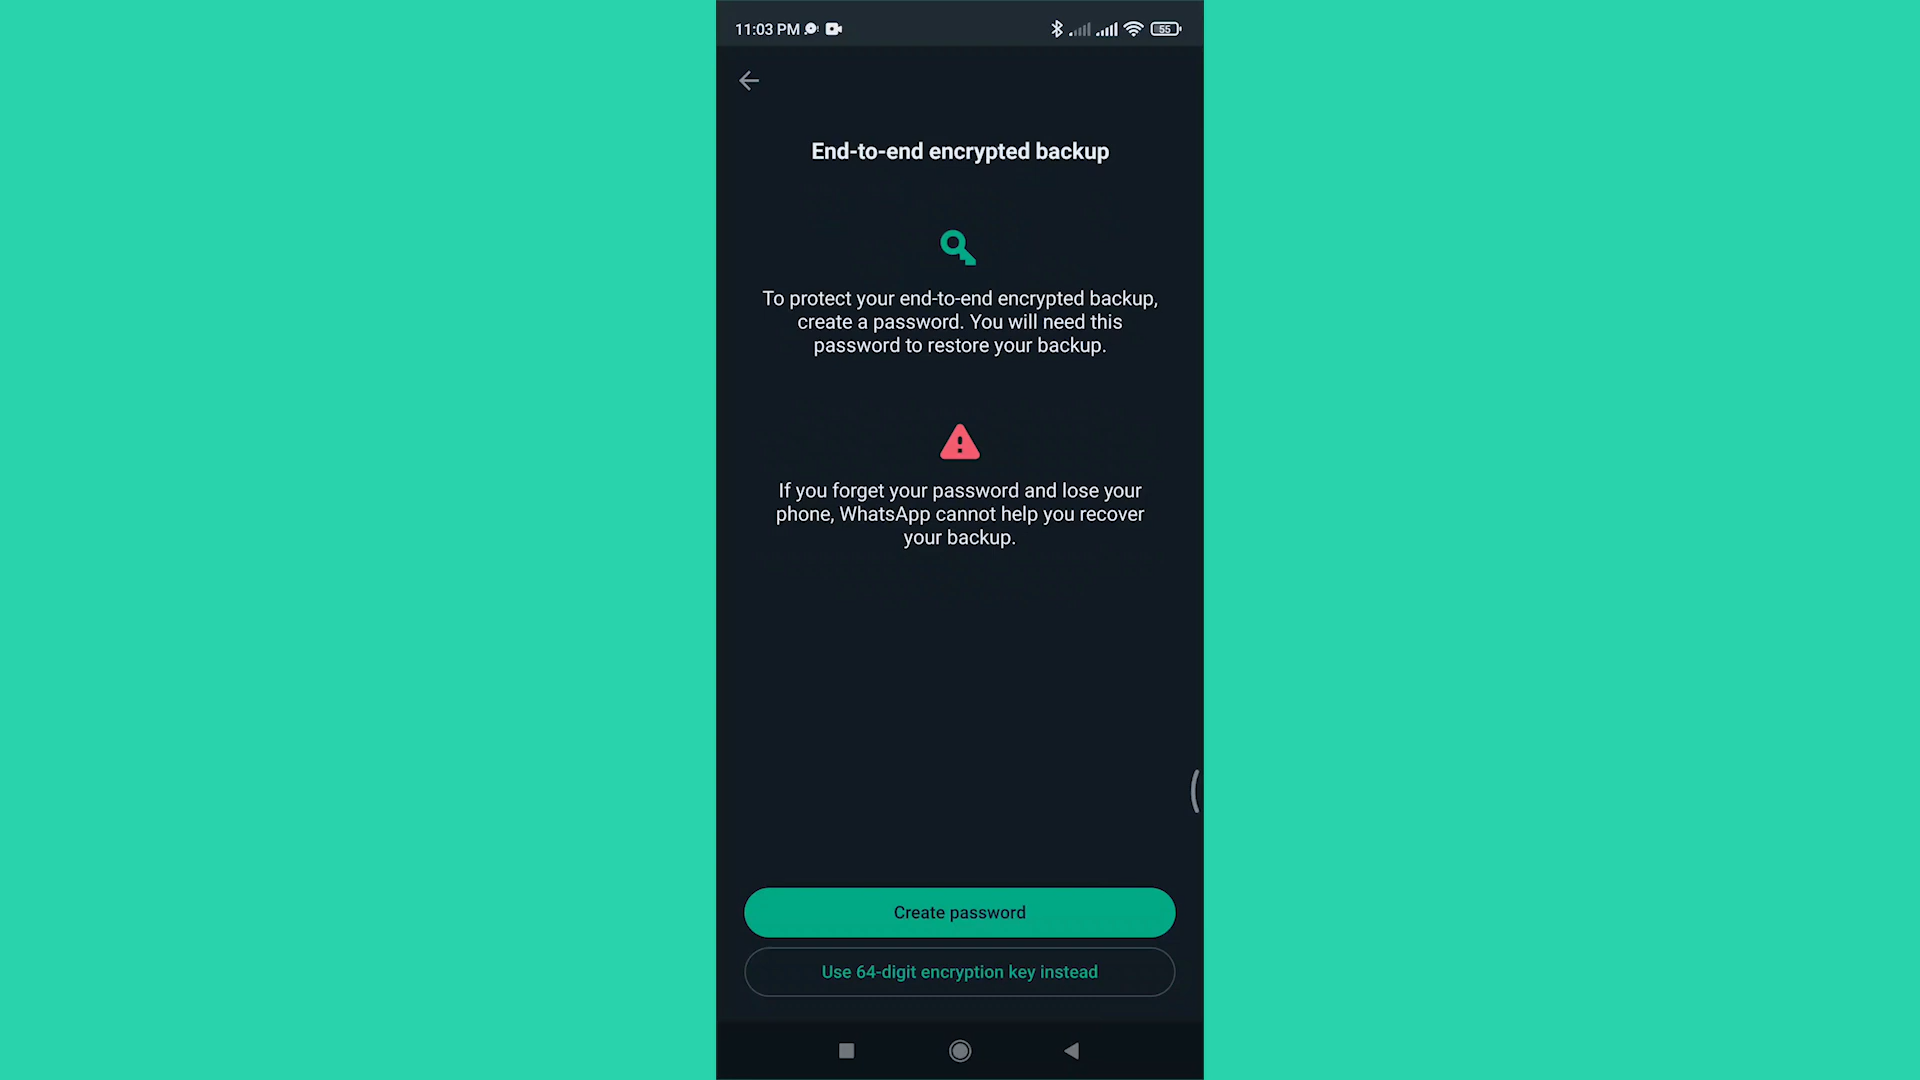 11:03 PM
55
End-to-end encrypted backup
To protect your end-to-end encrypted backup,
create a password. You will need this
password to restore your backup.
If you forget your password and lose your
phone, WhatsApp cannot help you recover
your backup.
Create password
Use 64-digit encryption key instead